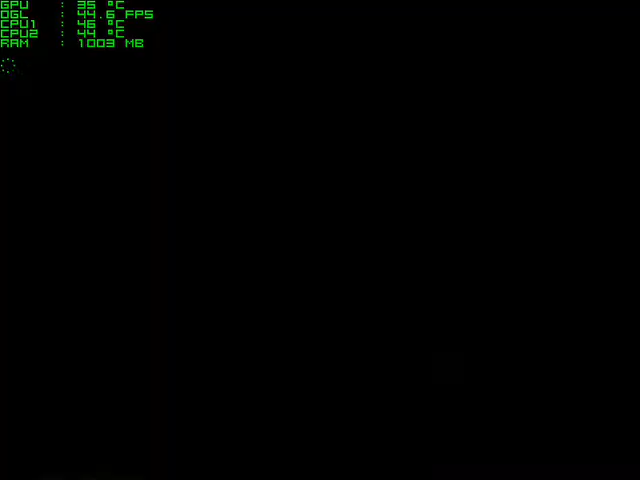 GPU : 35 °C
OGL : 44.6 FPS
CPU1 : 46 °C
CPU2 : 44 °C
RAM : 1003 MB